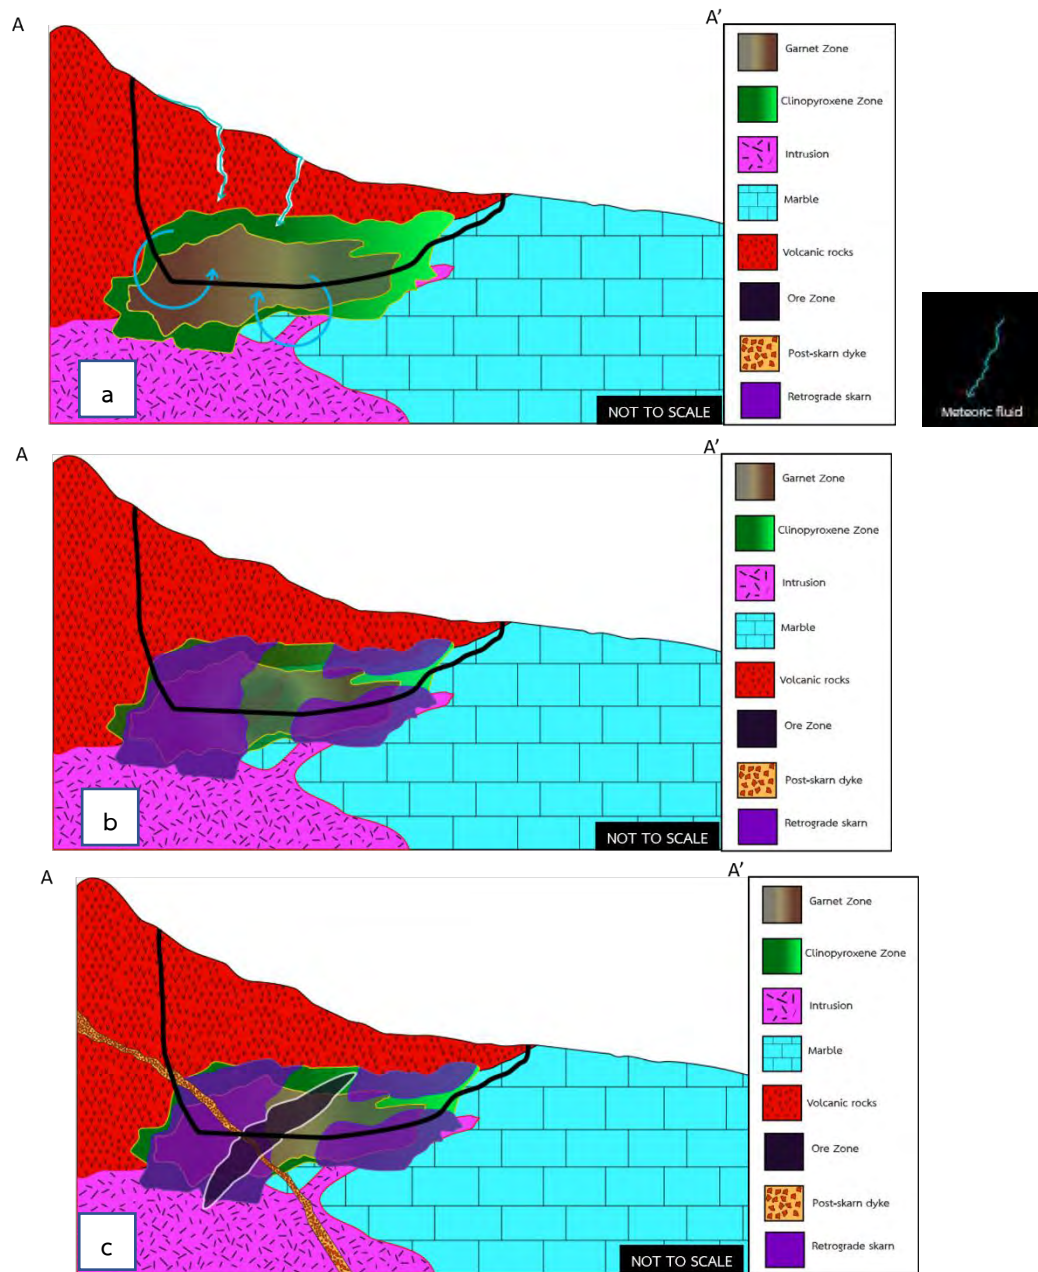 A
A’
Garnet Zone
Clinopyroxene Zone
Intrusion
Marble
Volcanic rocks
Ore Zone
Post-skarn dyke
Retrograde skarn
a
NOT TO SCALE
Meteoric fluid
A
A’
Garnet Zone
Clinopyroxene Zone
Intrusion
Marble
Volcanic rocks
Ore Zone
Post-skarn dyke
Retrograde skarn
b
NOT TO SCALE
A
A’
Garnet Zone
Clinopyroxene Zone
Intrusion
Marble
Volcanic rocks
Ore Zone
Post-skarn dyke
Retrograde skarn
c
NOT TO SCALE